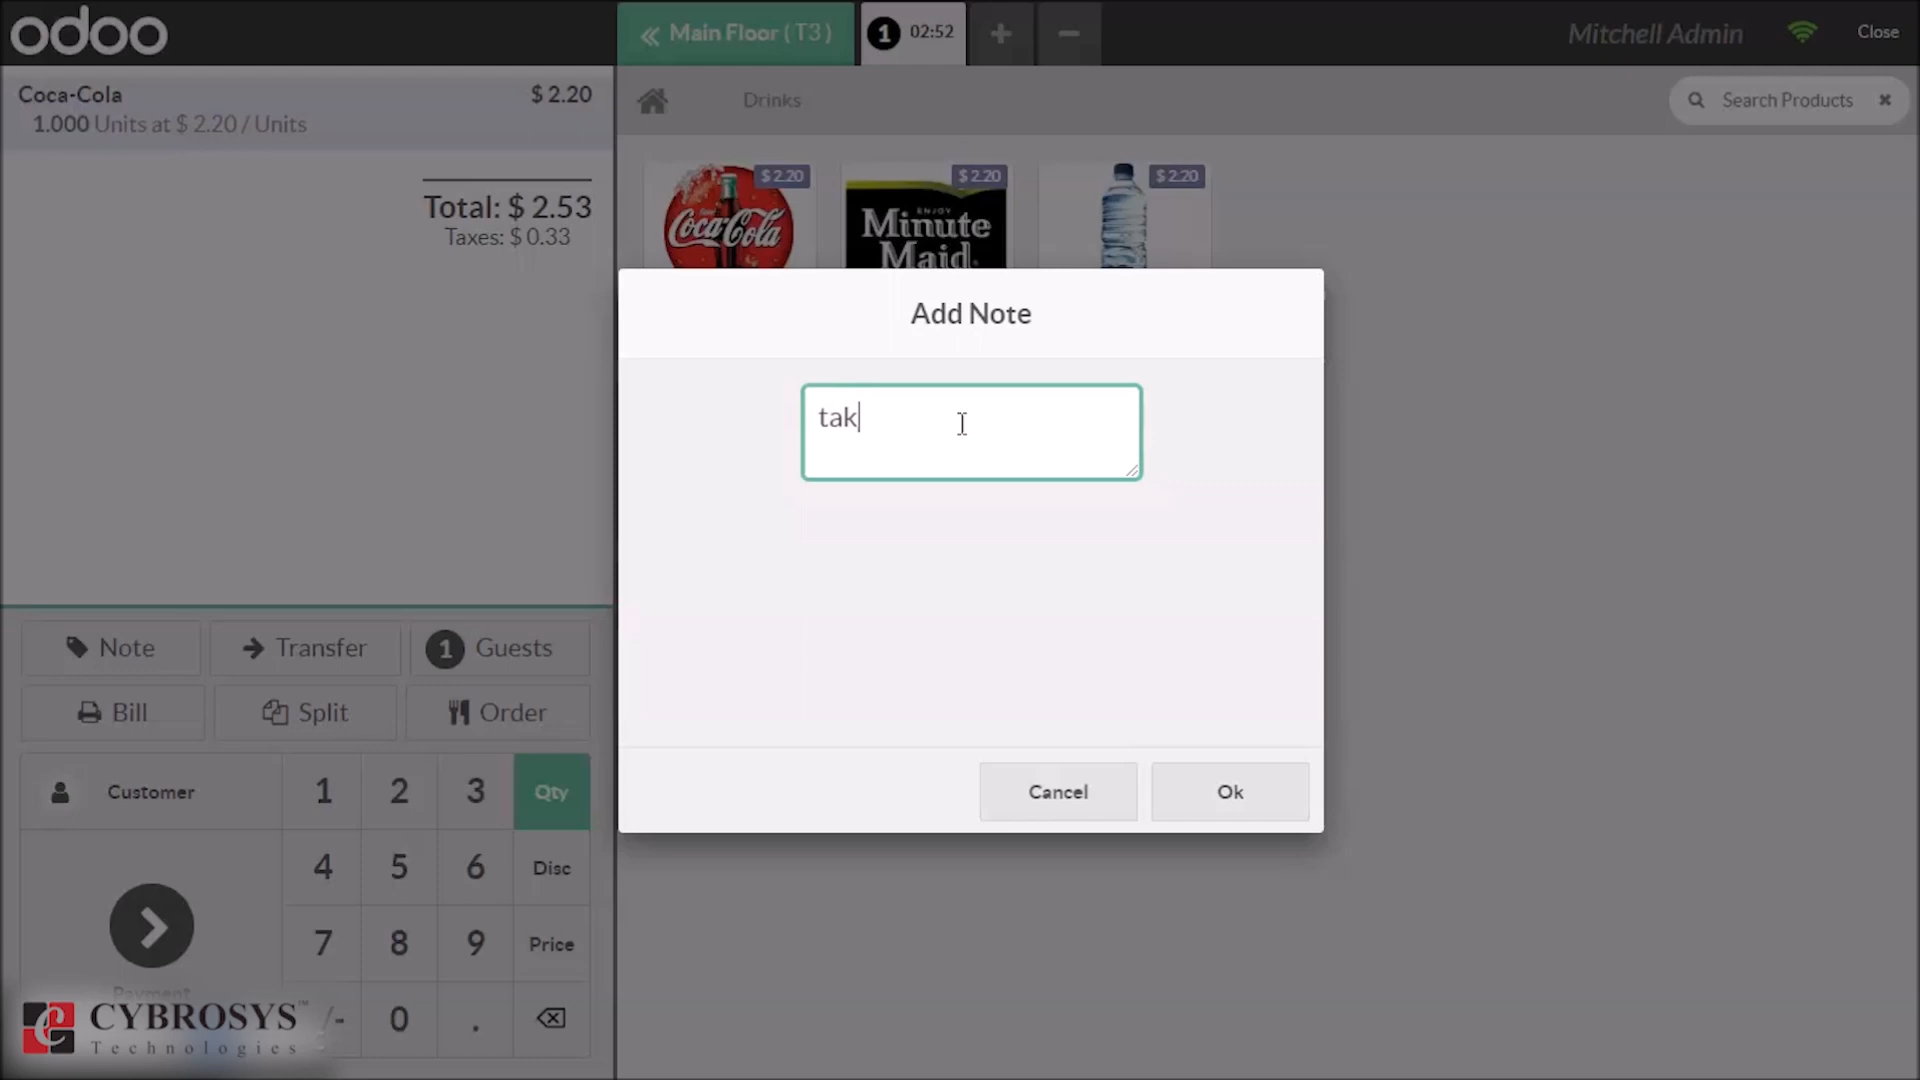 odoo
Main Floor ( T3 )
1 02:52
+
-
Mitchell Admin
Close
Coca-Cola $ 2.20
1.000 Units at $ 2.20 / Units
Total: $ 2.53
Taxes: $ 0.33
Drinks
Search Products
$ 2.20
$ 2.20
$ 2.20
Coca-Cola
ENJOY
Minute
Maid
Add Note
tak
Cancel
Ok
Note
Transfer
1 Guests
Bill
Split
Order
Customer
1 2 3 Qty
4 5 6 Disc
7 8 9 Price
Payment
/- 0 .
CYBROSYS™
Technologies